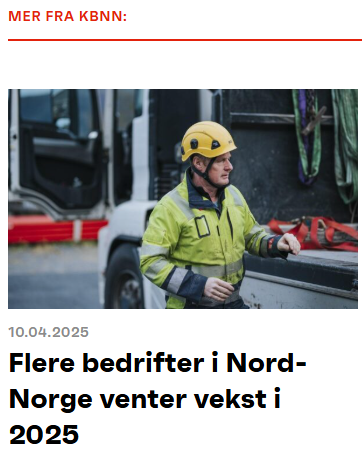 MER FRA KBNN:
10.04.2025
Flere bedrifter i Nord-
Norge venter vekst i
2025